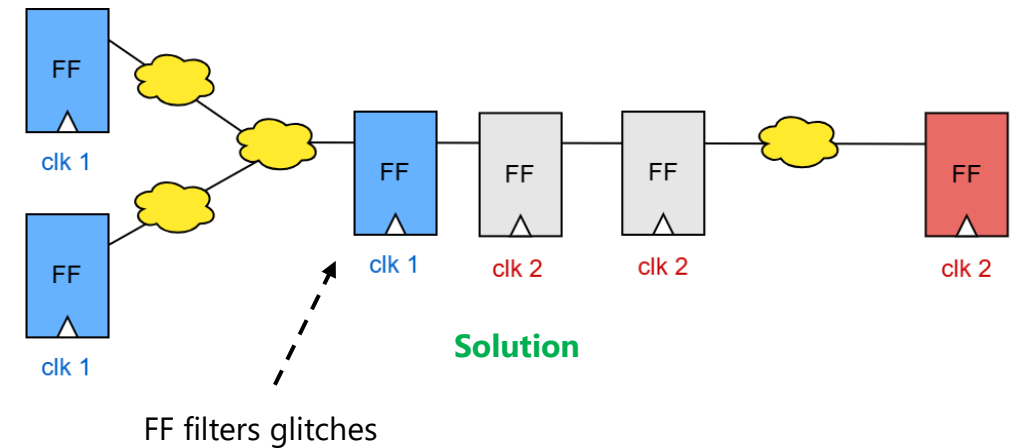 FF
clk 1
FF
clk 1
FF
clk 1
FF
clk 2
FF
clk 2
FF
clk 2
Solution
FF filters glitches